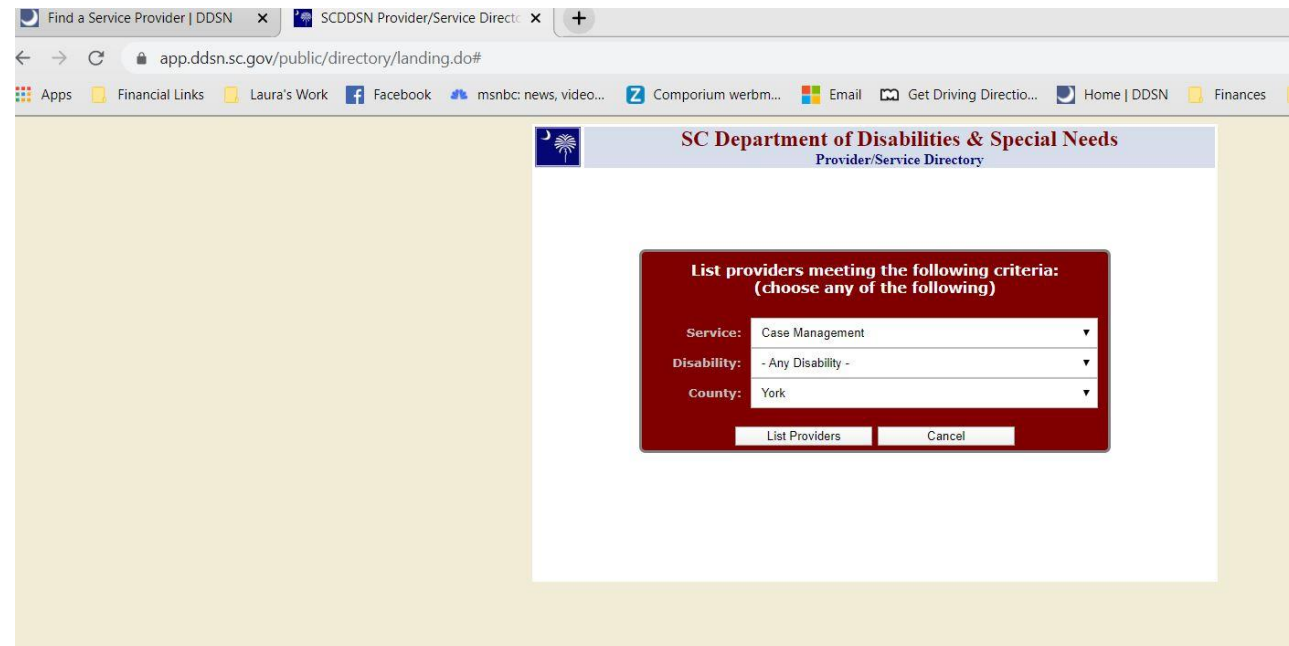 Find a Service Provider | DDSN
SCDDSN Provider/Service Directo
app.ddsn.sc.gov/public/directory/landing.do#
Apps Financial Links Laura's Work Facebook msnbc: news, video... Comporium werbm... Email Get Driving Directio... Home | DDSN Finances
SC Department of Disabilities & Special Needs
Provider/Service Directory
List providers meeting the following criteria:
(choose any of the following)
Service: Case Management
Disability: - Any Disability -
County: York
List Providers Cancel